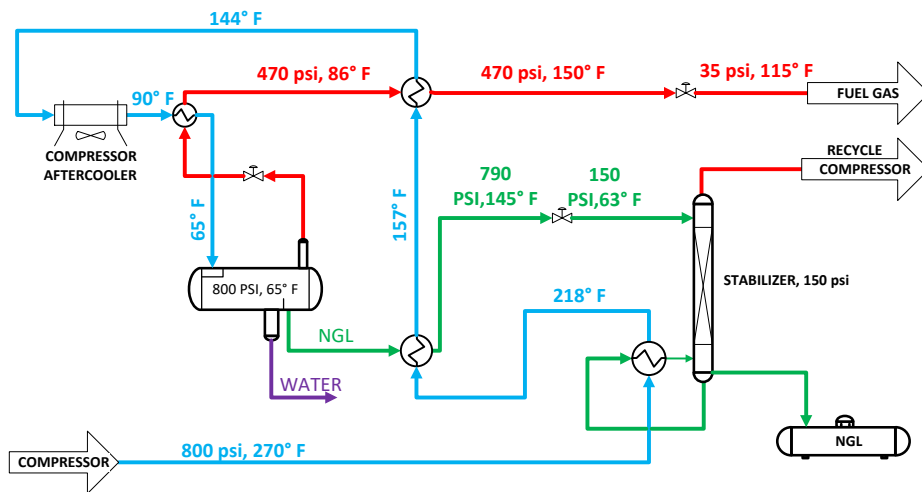 144° F
470 psi, 86° F
470 psi, 150° F
35 psi, 115° F
FUEL GAS
90° F
COMPRESSOR
AFTERCOOLER
RECYCLE
COMPRESSOR
790
PSI,145° F
150
PSI,63° F
65° F
157° F
800 PSI, 65° F
STABILIZER, 150 psi
218° F
NGL
WATER
NGL
COMPRESSOR
800 psi, 270° F